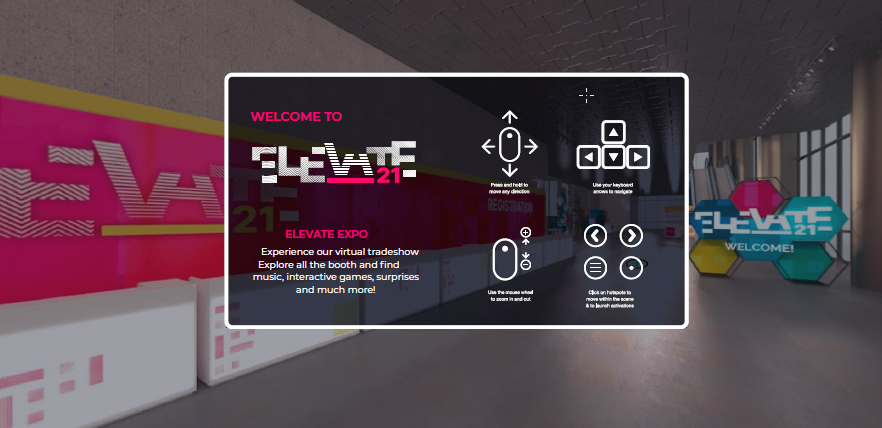 WELCOME TO
ELEVATE
21
ELEVATE EXPO
Experience our virtual tradeshow
Explore all the booth and find
music, interactive games, surprises
and much more!
Press and hold to
move any direction
Use your keyboard
arrows to navigate
Use the mouse wheel
to zoom in and out
Click on hotspots to
move within the scene
& to launch activations
REGISTRATION
ELEVATE
21
ELEVATE
21
WELCOME!